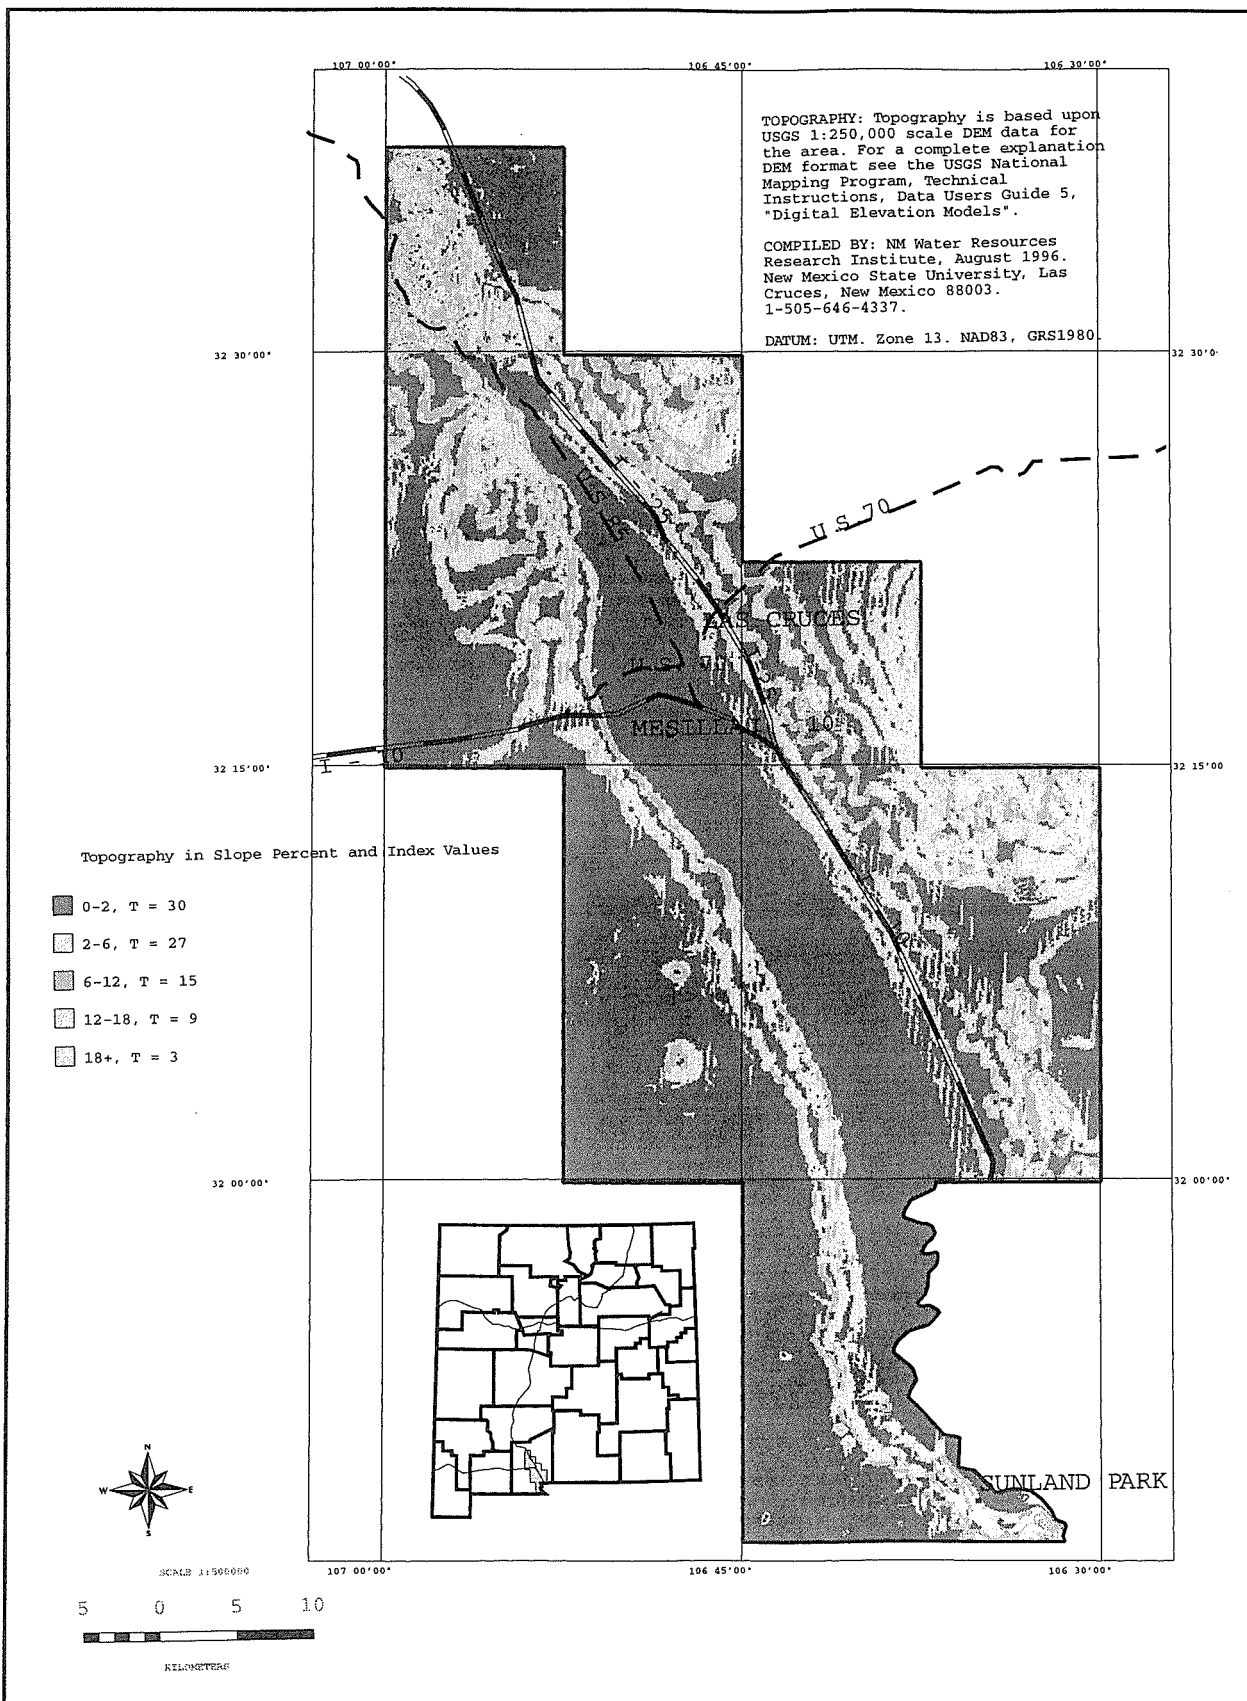 107 00'00"
106 45'00"
106 30'00"
TOPOGRAPHY: Topography is based upon
USGS 1:250,000 scale DEM data for
the area. For a complete explanation
DEM format see the USGS National
Mapping Program, Technical
Instructions, Data Users Guide 5,
"Digital Elevation Models".
COMPILED BY: NM Water Resources
Research Institute, August 1996.
New Mexico State University, Las
Cruces, New Mexico 88003.
1-505-646-4337.
DATUM: UTM. Zone 13. NAD83, GRS1980.
32 30'00"
32 30'0
I - 25
U.S. 85
U.S 70
LAS CRUCES
U.S. 70
I-25
MESILLA
I - 10
I - 10
32 15'00"
32 15'00
Topography in Slope Percent and Index Values
0-2, T = 30
2-6, T = 27
6-12, T = 15
12-18, T = 9
18+, T = 3
32 00'00"
32 00'00"
SUNLAND PARK
N
W E
S
107 00'00"
106 45'00"
106 30'00"
SCALE 1:500000
5 0 5 10
KILOMETERS